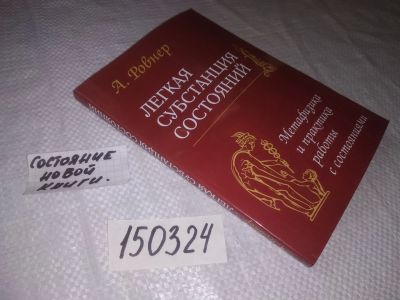 А. Ровнер
ЛЕГКАЯ
СУБСТАНЦИЯ
СОСТОЯНИЙ
Метафизика
и практика
работы
с состояниями
СОСТОЯНИЕ
НОВОЙ
КНИГИ.
150324